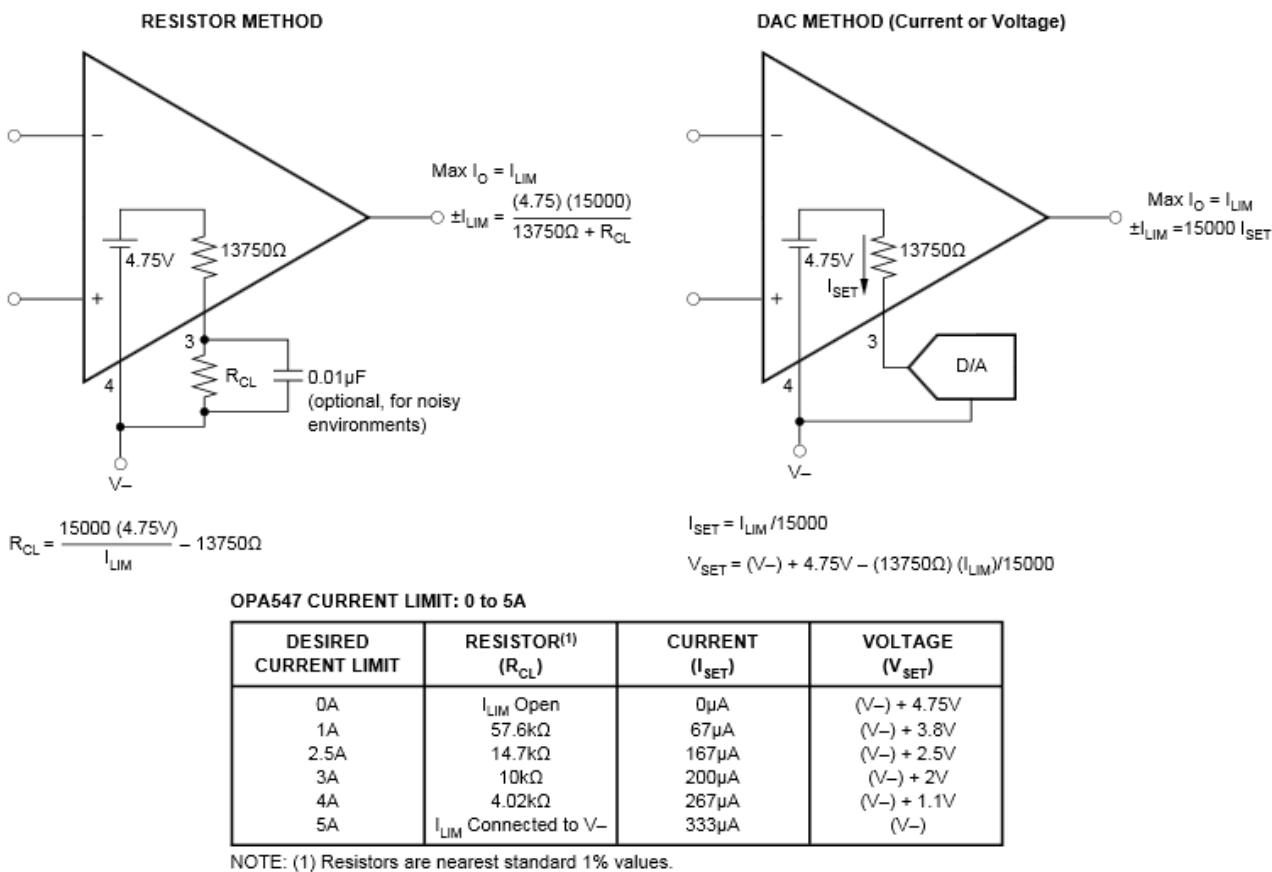 RESISTOR METHOD
DAC METHOD (Current or Voltage)
−
+
4.75V
13750Ω
3
4
R_CL
0.01µF
(optional, for noisy
environments)
V–
Max I_O = I_LIM
±I_LIM = (4.75) (15000) / 13750Ω + R_CL
R_CL = 15000 (4.75V) / I_LIM – 13750Ω
−
+
4.75V
13750Ω
I_SET
3
4
D/A
V–
Max I_O = I_LIM
±I_LIM =15000 I_SET
I_SET = I_LIM /15000
V_SET = (V–) + 4.75V – (13750Ω) (I_LIM)/15000
OPA547 CURRENT LIMIT: 0 to 5A
DESIRED CURRENT LIMIT RESISTOR(1) (R_CL) CURRENT (I_SET) VOLTAGE (V_SET)
0A I_LIM Open 0µA (V–) + 4.75V
1A 57.6kΩ 67µA (V–) + 3.8V
2.5A 14.7kΩ 167µA (V–) + 2.5V
3A 10kΩ 200µA (V–) + 2V
4A 4.02kΩ 267µA (V–) + 1.1V
5A I_LIM Connected to V– 333µA (V–)
NOTE: (1) Resistors are nearest standard 1% values.